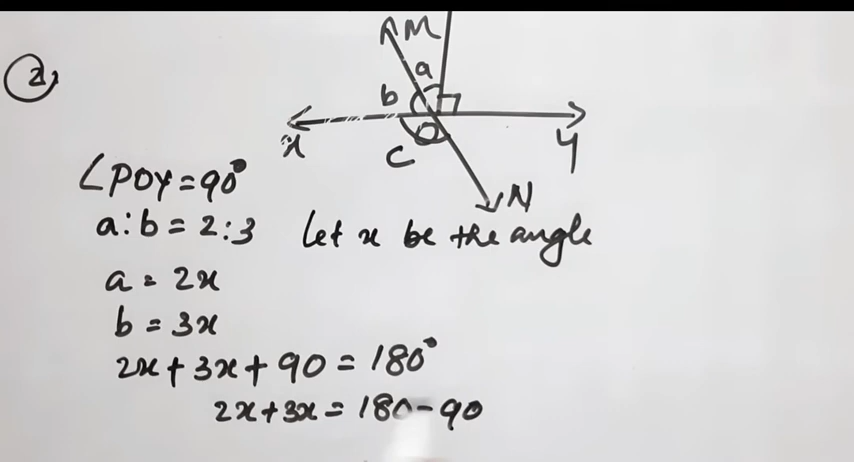 2)
M
a
b
x
Y
C
O
N
∠POY = 90°
a:b = 2:3 Let x be the angle
a = 2x
b = 3x
2x + 3x + 90 = 180°
2x + 3x = 180 - 90